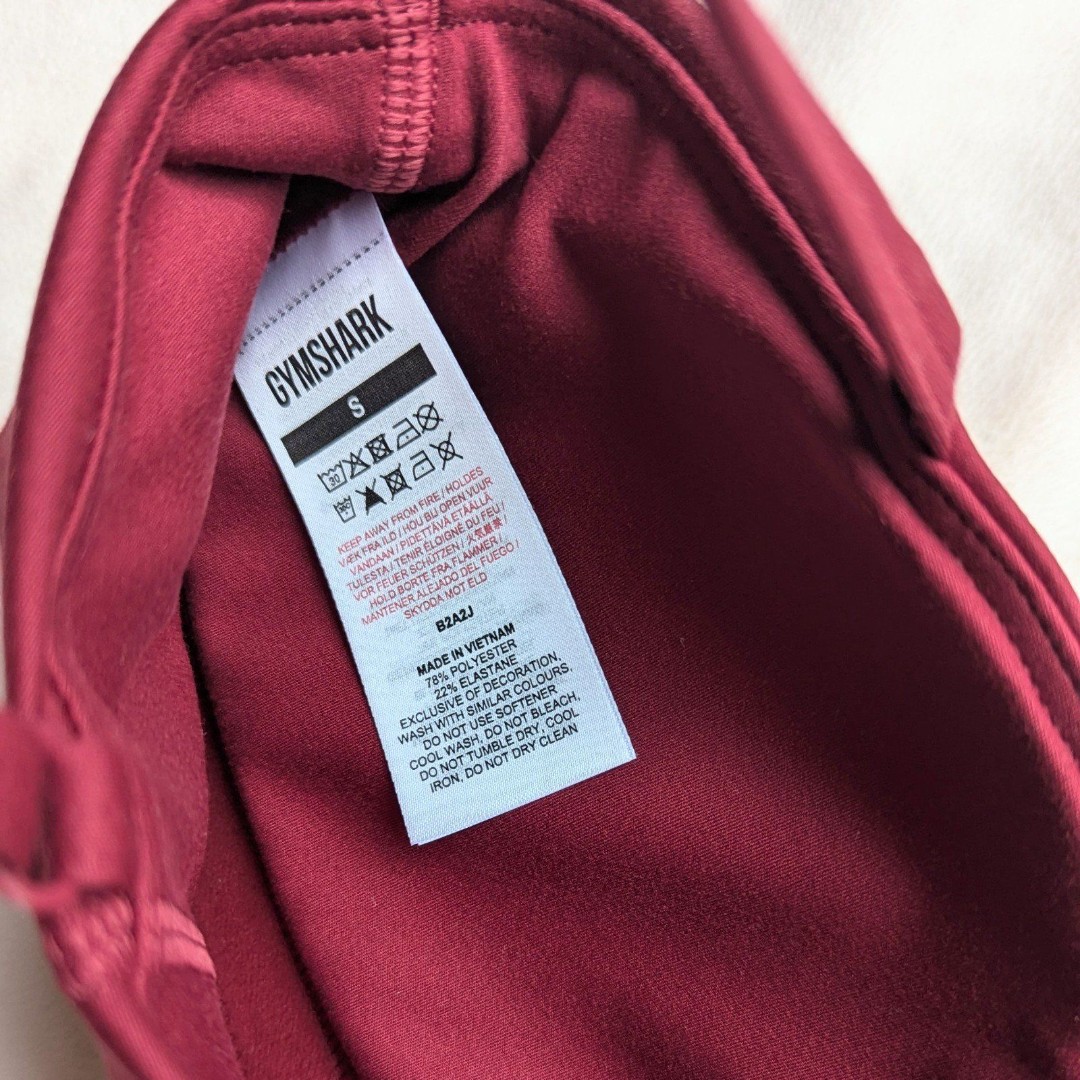 GYMSHARK
S
30
KEEP AWAY FROM FIRE / HOLDES
VÆK FRA ILD / HOU BIJ OPEN VUUR
VANDAAN / PIDETTÄVÄ ETÄÄLLÄ
TULESTA / TENIR ÉLOIGNÉ DU FEU /
VOR FEUER SCHÜTZEN / 火気厳禁 /
HOLD BORTE FRA FLAMMER /
MANTENER ALEJADO DEL FUEGO /
SKYDDA MOT ELD
B2A2J
MADE IN VIETNAM
78% POLYESTER
22% ELASTANE
EXCLUSIVE OF DECORATION,
WASH WITH SIMILAR COLOURS,
DO NOT USE SOFTENER
COOL WASH, DO NOT BLEACH,
DO NOT TUMBLE DRY, COOL
IRON, DO NOT DRY CLEAN